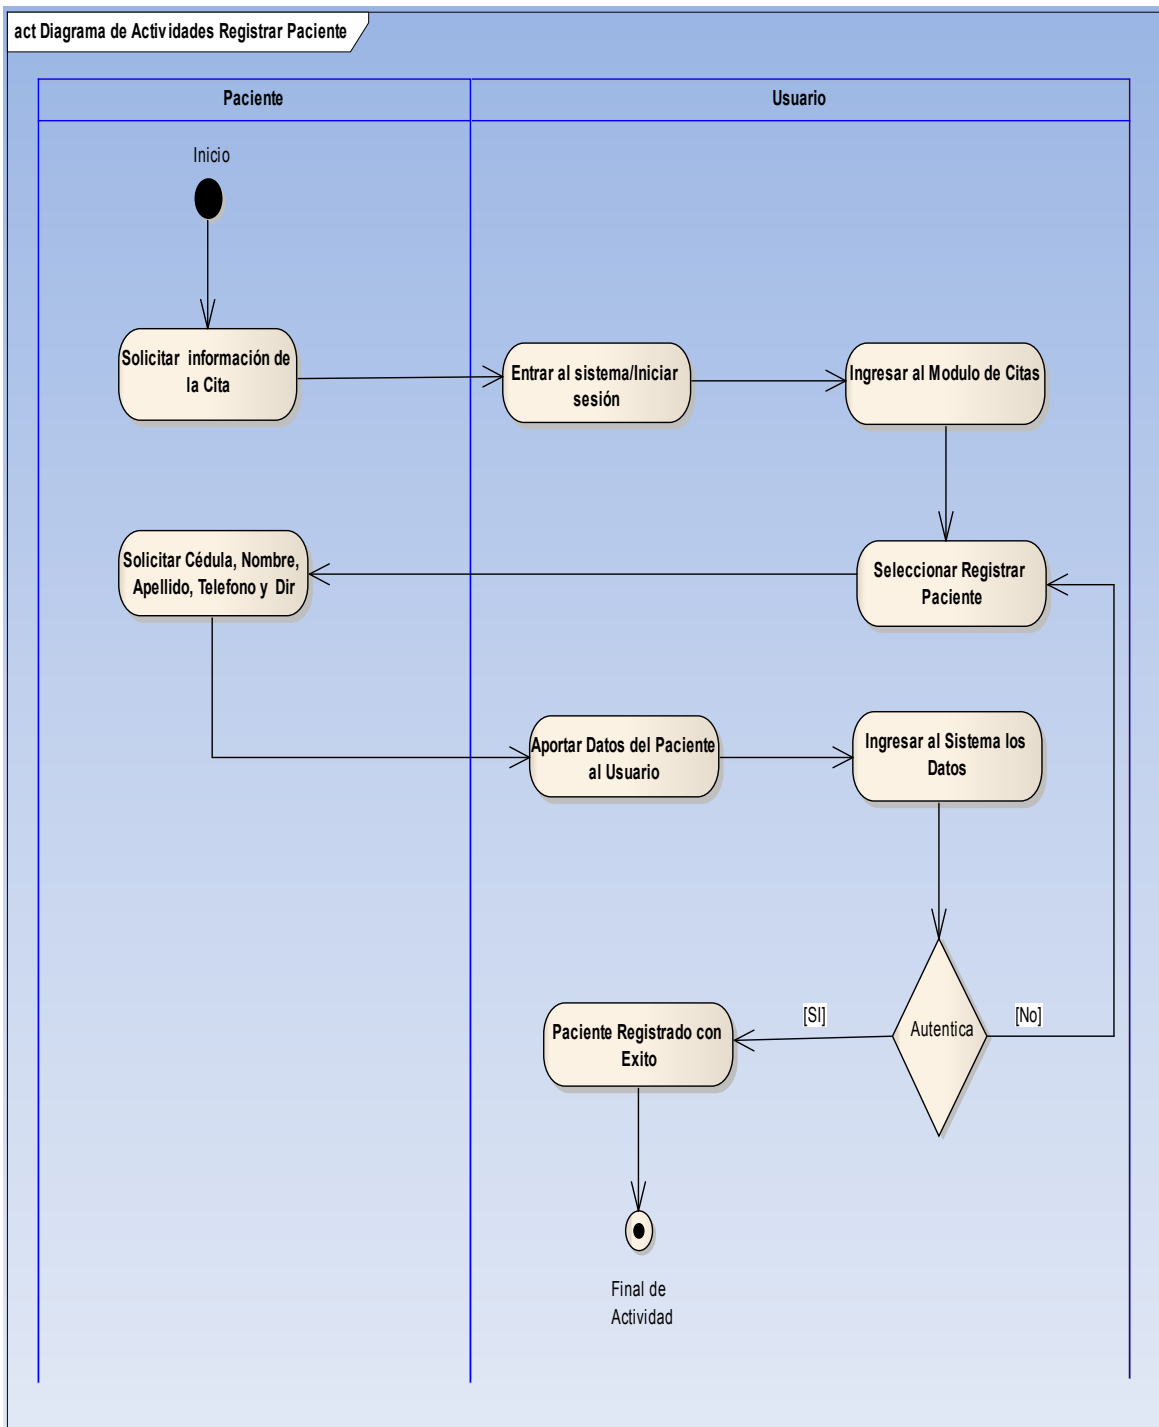 act Diagrama de Actividades Registrar Paciente
Paciente
Usuario
Inicio
Solicitar información de
la Cita
Entrar al sistema/Iniciar
sesión
Ingresar al Modulo de Citas
Solicitar Cédula, Nombre,
Apellido, Telefono y Dir
Seleccionar Registrar
Paciente
Aportar Datos del Paciente
al Usuario
Ingresar al Sistema los
Datos
Paciente Registrado con
Exito
[SI]
Autentica
[No]
Final de
Actividad